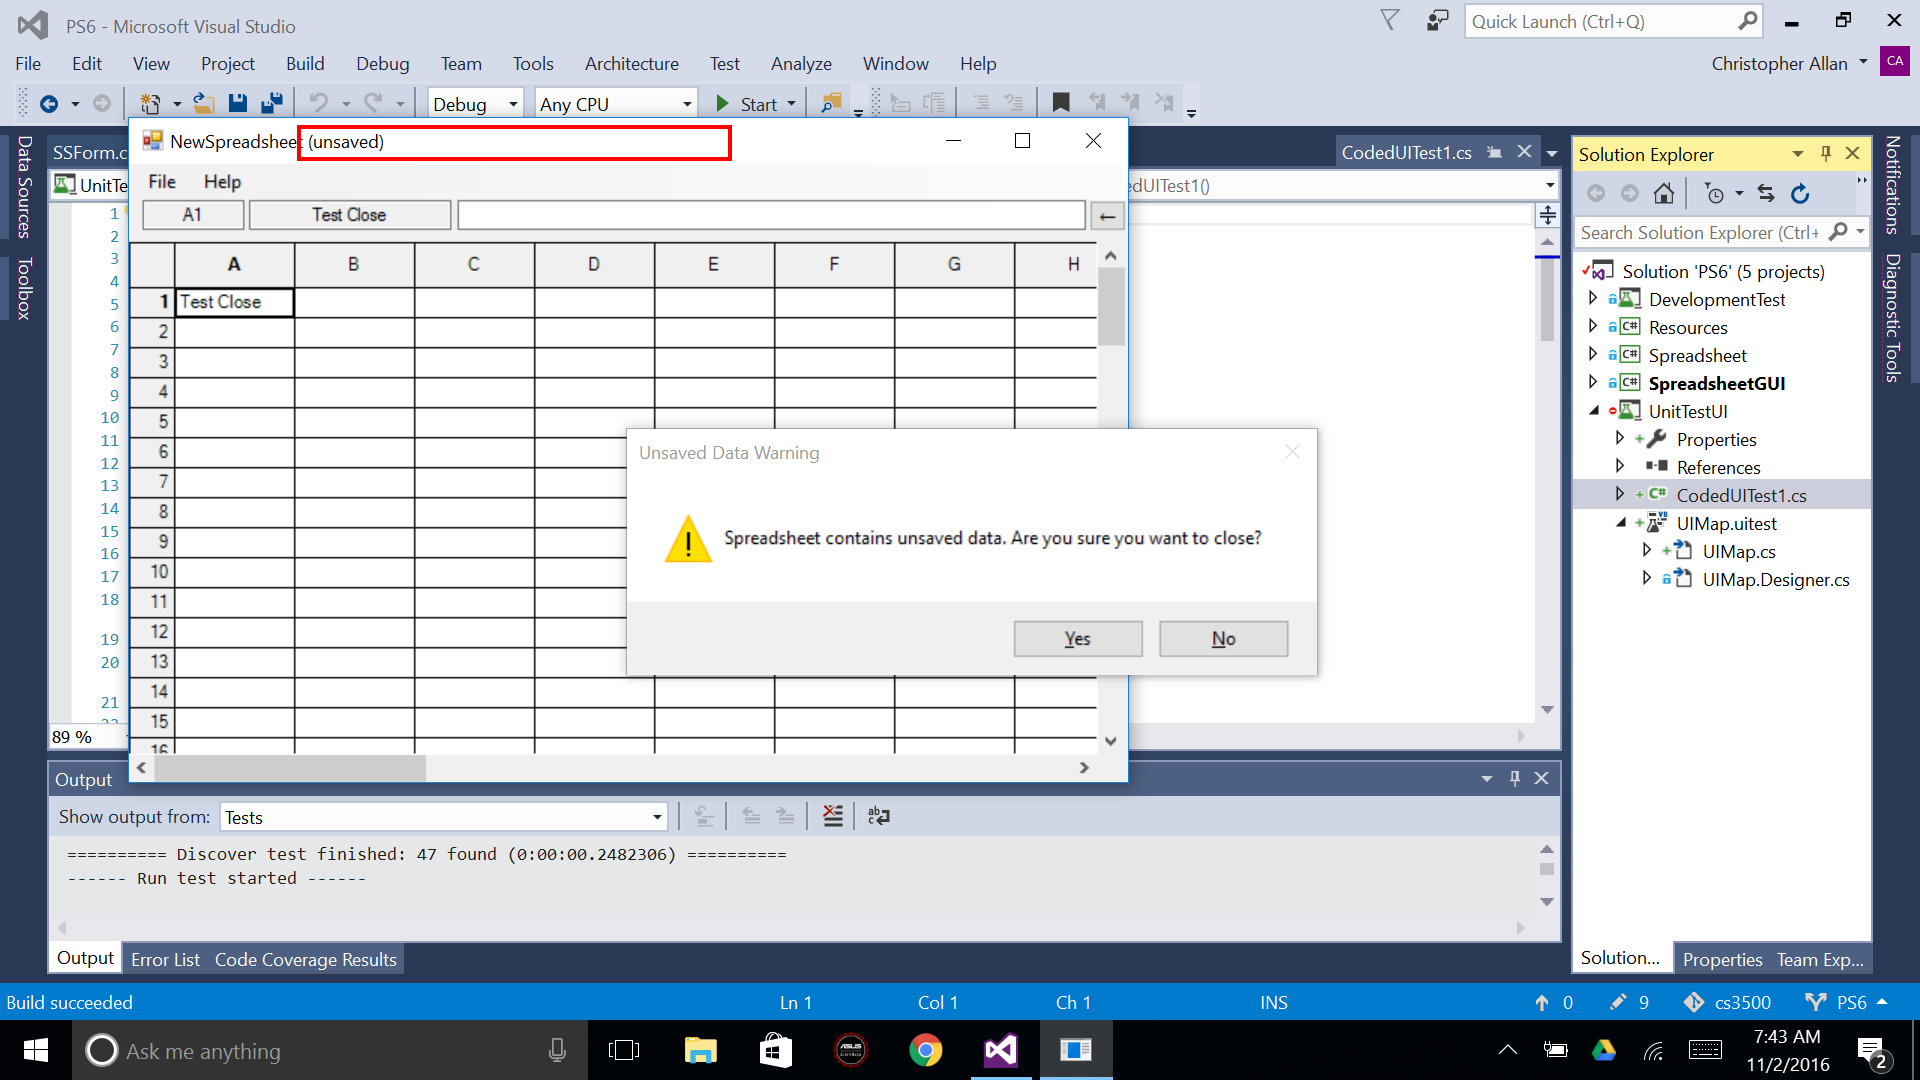 PS6 - Microsoft Visual Studio
Quick Launch (Ctrl+Q)
File Edit View Project Build Debug Team Tools Architecture Test Analyze Window Help
Christopher Allan CA
Debug Any CPU Start
Data Sources
Toolbox
SSForm.c
UnitTe
NewSpreadsheet (unsaved)
File Help
A1 Test Close
A B C D E F G H
1 Test Close
2
3
4
5
6
7
8
9
10
11
12
13
14
15
16
Unsaved Data Warning
Spreadsheet contains unsaved data. Are you sure you want to close?
Yes No
CodedUITest1.cs
edUITest1()
1
2
3
4
5
6
7
8
9
10
11
12
13
14
15
16
17
18
19
20
21
89 %
Solution Explorer
Search Solution Explorer (Ctrl+
Solution 'PS6' (5 projects)
DevelopmentTest
C# Resources
C# Spreadsheet
C# SpreadsheetGUI
UnitTestUI
Properties
References
C# CodedUITest1.cs
UIMap.uitest
UIMap.cs
UIMap.Designer.cs
Notifications
Diagnostic Tools
Output
Show output from: Tests
========== Discover test finished: 47 found (0:00:00.2482306) ==========
------ Run test started ------
Output Error List Code Coverage Results
Solution... Properties Team Exp...
Build succeeded Ln 1 Col 1 Ch 1 INS 0 9 cs3500 PS6
Ask me anything
7:43 AM
11/2/2016
2